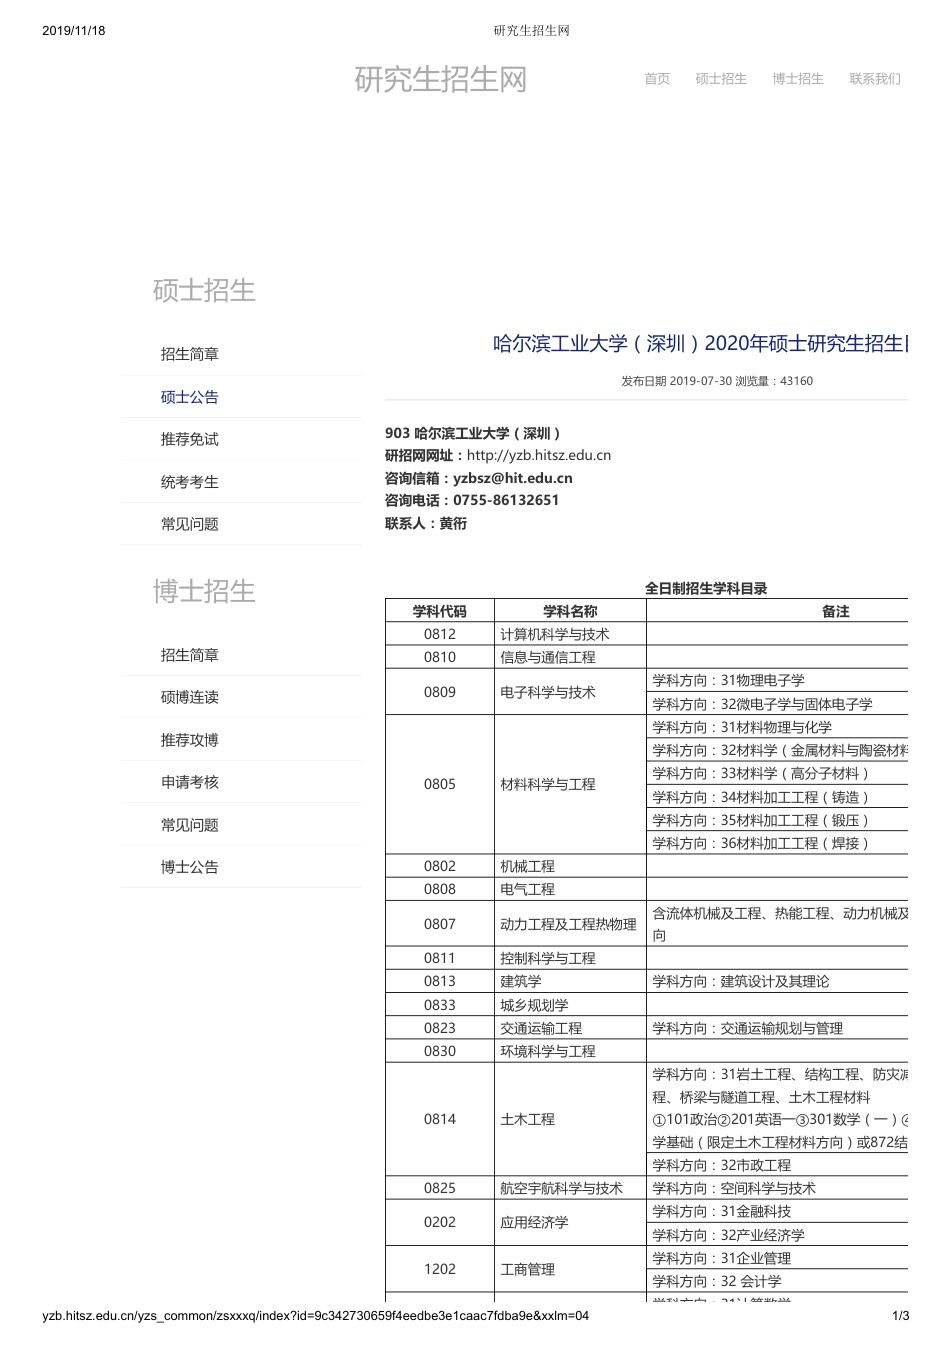 2019/11/18 研究生招生网
研究生招生网
首页 硕士招生 博士招生 联系我们
硕士招生
招生简章
硕士公告
推荐免试
统考考生
常见问题
博士招生
招生简章
硕博连读
推荐攻博
申请考核
常见问题
博士公告
哈尔滨工业大学（深圳）2020年硕士研究生招生
发布日期 2019-07-30 浏览量：43160
903 哈尔滨工业大学（深圳）
研招网网址：http://yzb.hitsz.edu.cn
咨询信箱：yzbsz@hit.edu.cn
咨询电话：0755-86132651
联系人：黄衍
全日制招生学科目录
学科代码 学科名称 备注
0812 计算机科学与技术
0810 信息与通信工程
0809 电子科学与技术 学科方向：31物理电子学
学科方向：32微电子学与固体电子学
0805 材料科学与工程 学科方向：31材料物理与化学
学科方向：32材料学（金属材料与陶瓷材料
学科方向：33材料学（高分子材料）
学科方向：34材料加工工程（铸造）
学科方向：35材料加工工程（锻压）
学科方向：36材料加工工程（焊接）
0802 机械工程
0808 电气工程
0807 动力工程及工程热物理 含流体机械及工程、热能工程、动力机械及
向
0811 控制科学与工程
0813 建筑学 学科方向：建筑设计及其理论
0833 城乡规划学
0823 交通运输工程 学科方向：交通运输规划与管理
0830 环境科学与工程
0814 土木工程 学科方向：31岩土工程、结构工程、防灾减
程、桥梁与隧道工程、土木工程材料
①101政治②201英语一③301数学（一）④
学基础（限定土木工程材料方向）或872结
学科方向：32市政工程
0825 航空宇航科学与技术 学科方向：空间科学与技术
0202 应用经济学 学科方向：31金融科技
学科方向：32产业经济学
1202 工商管理 学科方向：31企业管理
学科方向：32 会计学
yzb.hitsz.edu.cn/yzs_common/zsxxxq/index?id=9c342730659f4eedbe3e1caac7fdba9e&xxlm=04 1/3